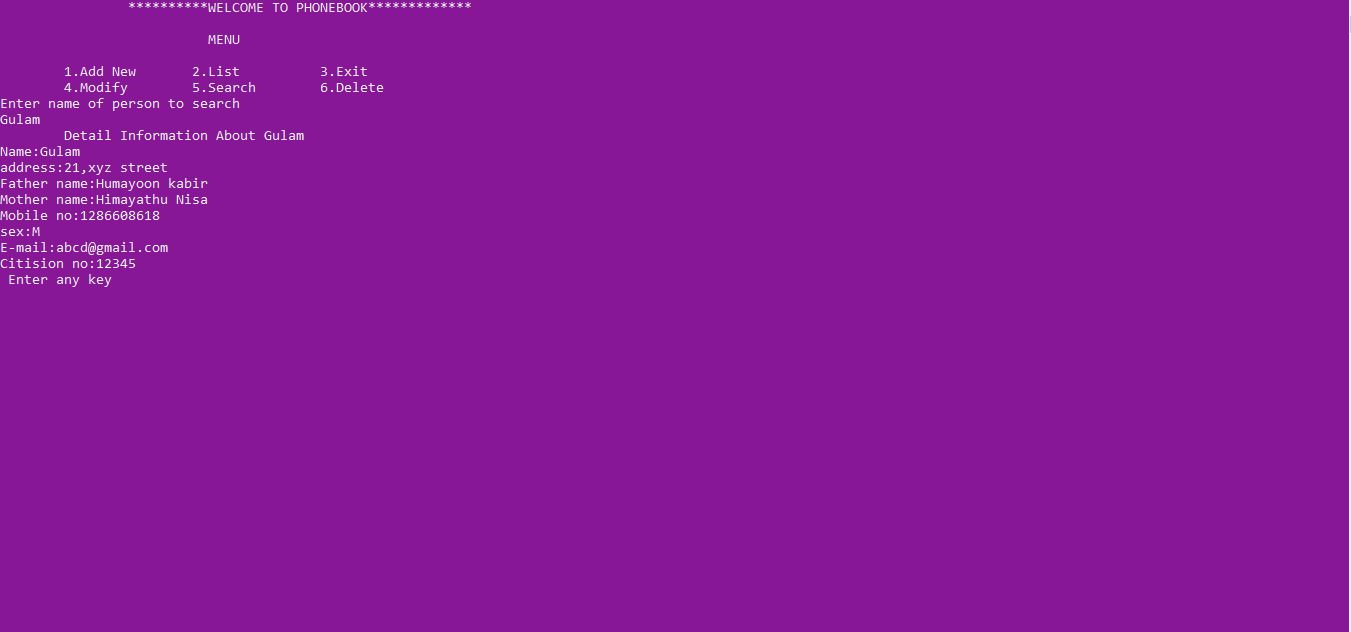 **********WELCOME TO PHONEBOOK*************
MENU
1.Add New 2.List 3.Exit
4.Modify 5.Search 6.Delete
Enter name of person to search
Gulam
Detail Information About Gulam
Name:Gulam
address:21,xyz street
Father name:Humayoon kabir
Mother name:Himayathu Nisa
Mobile no:1286608618
sex:M
E-mail:abcd@gmail.com
Citision no:12345
Enter any key